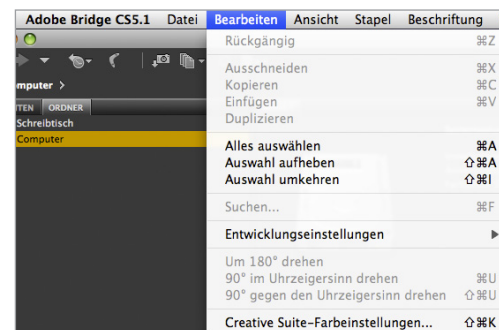 Adobe Bridge CS5.1 Datei Bearbeiten Ansicht Stapel Beschriftung
Rückgängig ⌘Z
Ausschneiden ⌘X
Kopieren ⌘C
Einfügen ⌘V
Duplizieren
Alles auswählen ⌘A
Auswahl aufheben ⇧⌘A
Auswahl umkehren ⇧⌘I
Suchen... ⌘F
Entwicklungseinstellungen ▶
Um 180° drehen
90° im Uhrzeigersinn drehen ⌘U
90° gegen den Uhrzeigersinn drehen ⇧⌘U
Creative Suite-Farbeinstellungen... ⇧⌘K
mputer >
TEN ORDNER
Schreibtisch
Computer